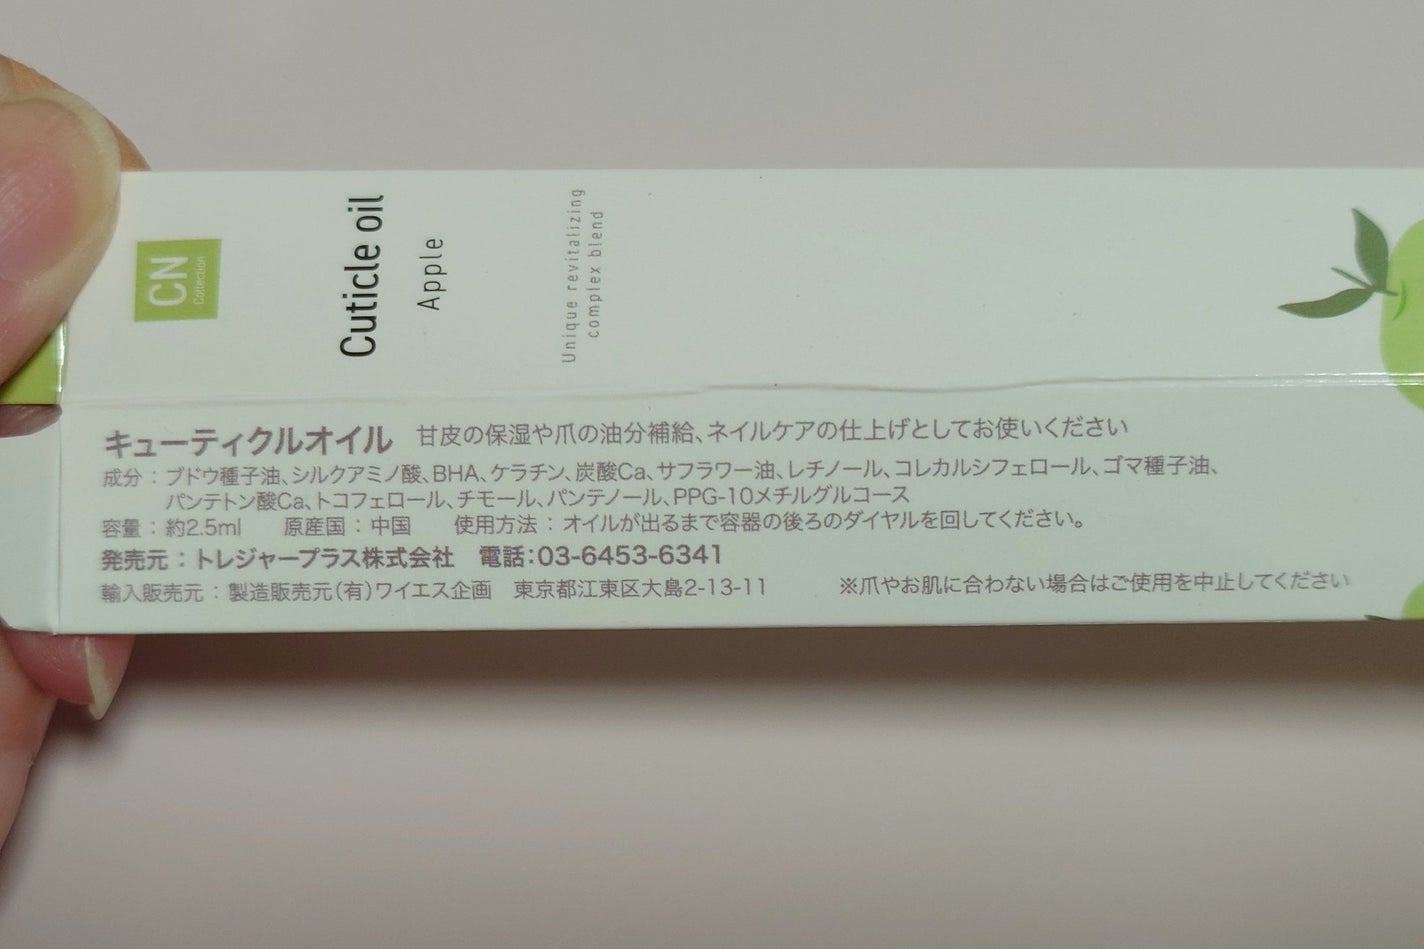 CN
Collection
Cuticle oil
Apple
Unique revitalizing
complex blend
キューティクルオイル 甘皮の保湿や爪の油分補給、ネイルケアの仕上げとしてお使いください
成分：ブドウ種子油、シルクアミノ酸、BHA、ケラチン、炭酸Ca、サフラワー油、レチノール、コレカルシフェロール、ゴマ種子油、
パンテトン酸Ca、トコフェロール、チモール、パンテノール、PPG-10メチルグルコース
容量：約2.5ml 原産国：中国 使用方法：オイルが出るまで容器の後ろのダイヤルを回してください。
発売元：トレジャープラス株式会社 電話：03-6453-6341
輸入販売元：製造販売元(有)ワイエス企画 東京都江東区大島2-13-11 ※爪やお肌に合わない場合はご使用を中止してください